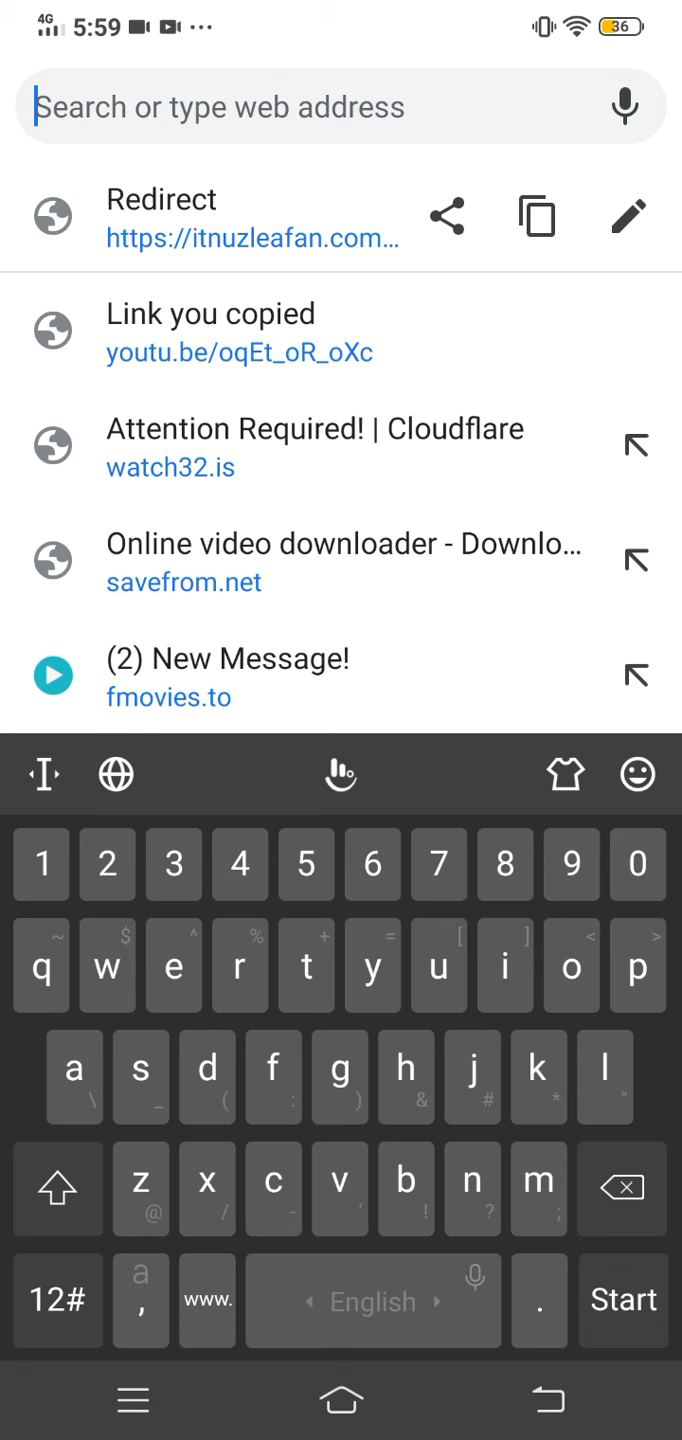 4G 5:59 ... 36
Search or type web address
Redirect
https://itnuzleafan.com...
Link you copied
youtu.be/oqEt_oR_oXc
Attention Required! | Cloudflare
watch32.is
Online video downloader - Downlo...
savefrom.net
(2) New Message!
fmovies.to
1 2 3 4 5 6 7 8 9 0
~ $ ^ % + = [ ] < >
q w e r t y u i o p
a s d f g h j k l
\ _ ( : ) & # * "
z x c v b n m
@ / - ' ! ? ;
a
12# , www. English . Start